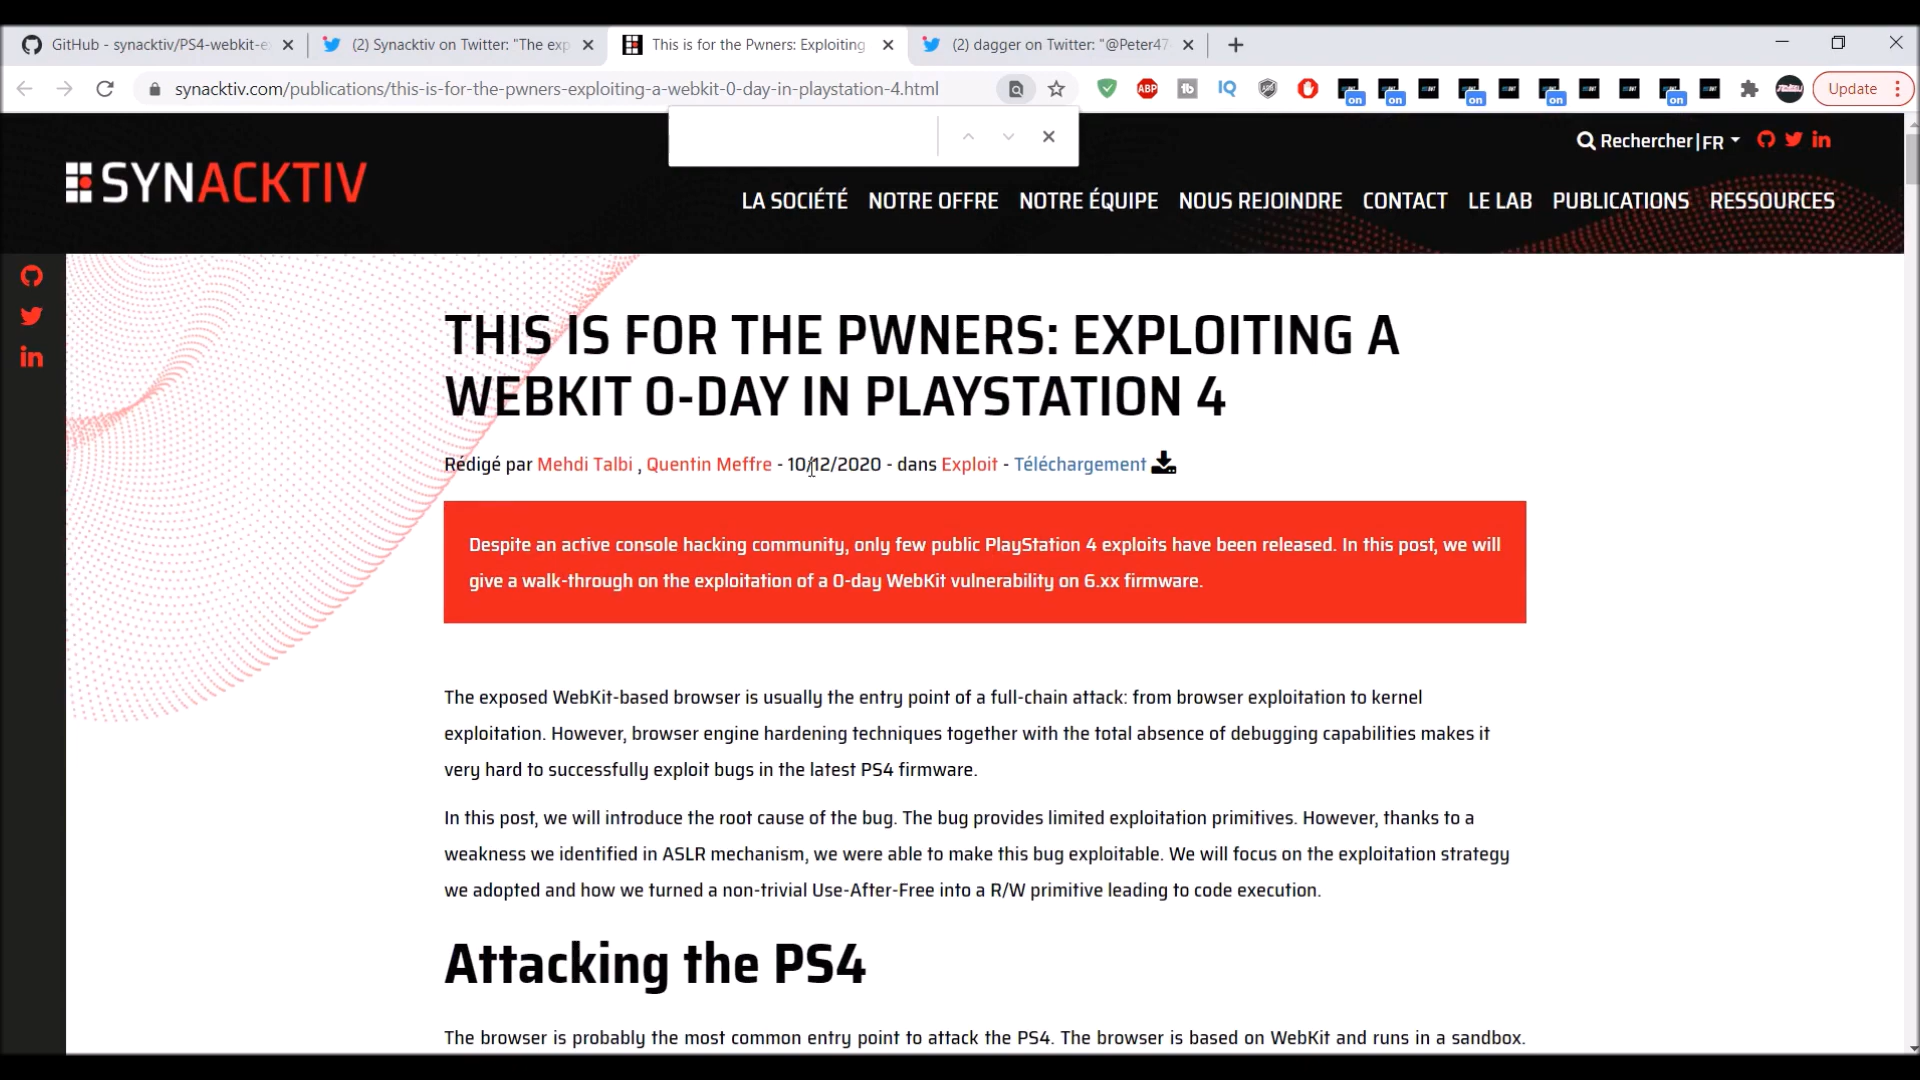 GitHub - synacktiv/PS4-webkit-e
(2) Synacktiv on Twitter: "The exp
This is for the Pwners: Exploiting
(2) dagger on Twitter: "@Peter47
synacktiv.com/publications/this-is-for-the-pwners-exploiting-a-webkit-0-day-in-playstation-4.html
ABP
tb
IQ
on
on
on
on
on
Update
SYNACKTIV
Rechercher|FR
LA SOCIÉTÉ NOTRE OFFRE NOTRE ÉQUIPE NOUS REJOINDRE CONTACT LE LAB PUBLICATIONS RESSOURCES
THIS IS FOR THE PWNERS: EXPLOITING A
WEBKIT 0-DAY IN PLAYSTATION 4
Rédigé par Mehdi Talbi , Quentin Meffre - 10/12/2020 - dans Exploit - Téléchargement
Despite an active console hacking community, only few public PlayStation 4 exploits have been released. In this post, we will
give a walk-through on the exploitation of a 0-day WebKit vulnerability on 6.xx firmware.
The exposed WebKit-based browser is usually the entry point of a full-chain attack: from browser exploitation to kernel
exploitation. However, browser engine hardening techniques together with the total absence of debugging capabilities makes it
very hard to successfully exploit bugs in the latest PS4 firmware.
In this post, we will introduce the root cause of the bug. The bug provides limited exploitation primitives. However, thanks to a
weakness we identified in ASLR mechanism, we were able to make this bug exploitable. We will focus on the exploitation strategy
we adopted and how we turned a non-trivial Use-After-Free into a R/W primitive leading to code execution.
Attacking the PS4
The browser is probably the most common entry point to attack the PS4. The browser is based on WebKit and runs in a sandbox.